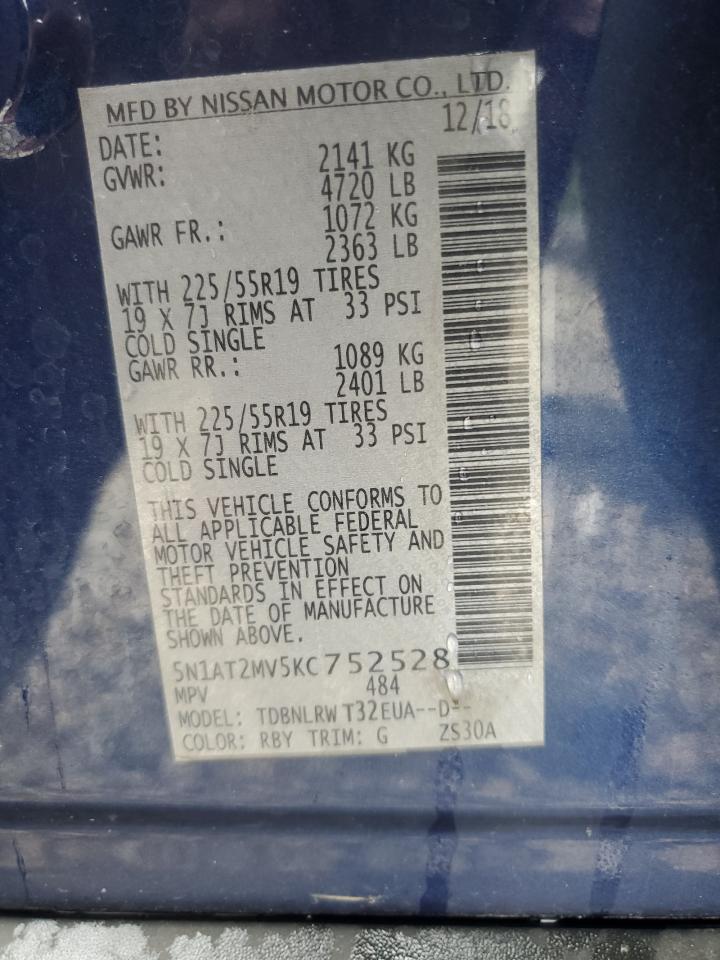 MFD BY NISSAN MOTOR CO., LTD.
DATE: 12/18
GVWR: 2141 KG
4720 LB
GAWR FR.: 1072 KG
2363 LB
WITH 225/55R19 TIRES
19 X 7J RIMS AT 33 PSI
COLD SINGLE
GAWR RR.: 1089 KG
2401 LB
WITH 225/55R19 TIRES
19 X 7J RIMS AT 33 PSI
COLD SINGLE
THIS VEHICLE CONFORMS TO
ALL APPLICABLE FEDERAL
MOTOR VEHICLE SAFETY AND
THEFT PREVENTION
STANDARDS IN EFFECT ON
THE DATE OF MANUFACTURE
SHOWN ABOVE.
5N1AT2MV5KC752528
MPV 484
MODEL: TDBNLRW T32EUA--D--
COLOR: RBY TRIM: G ZS30A